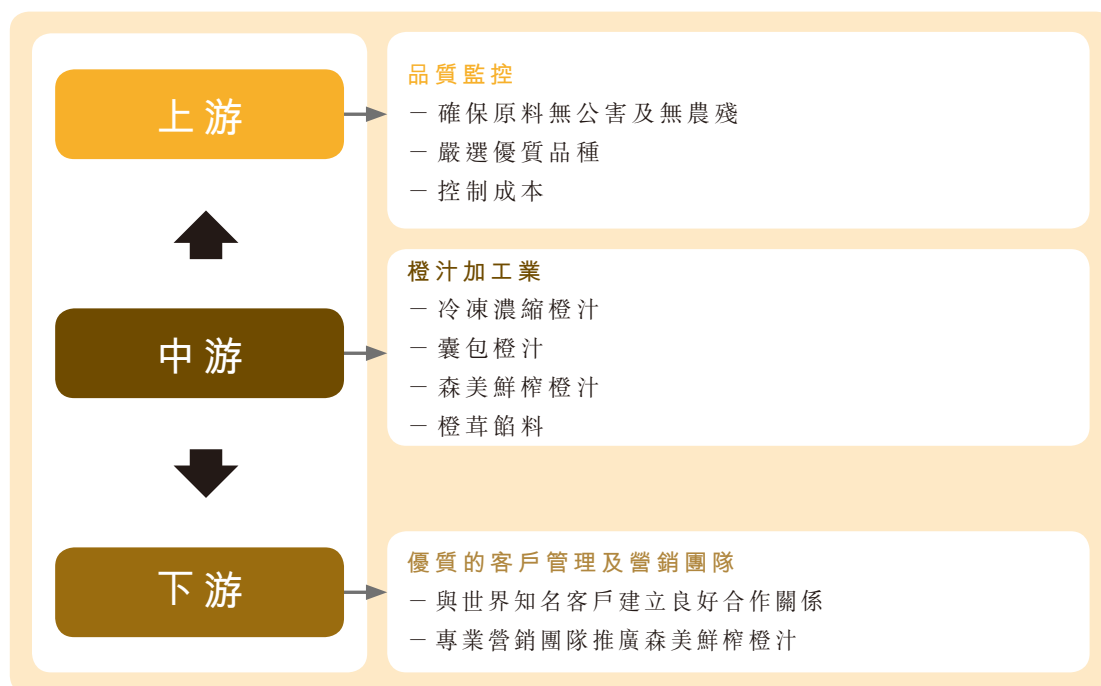 上游
品質監控
－確保原料無公害及無農殘
－嚴選優質品種
－控制成本
中游
橙汁加工業
－冷凍濃縮橙汁
－囊包橙汁
－森美鮮榨橙汁
－橙茸餡料
下游
優質的客戶管理及營銷團隊
－與世界知名客戶建立良好合作關係
－專業營銷團隊推廣森美鮮榨橙汁